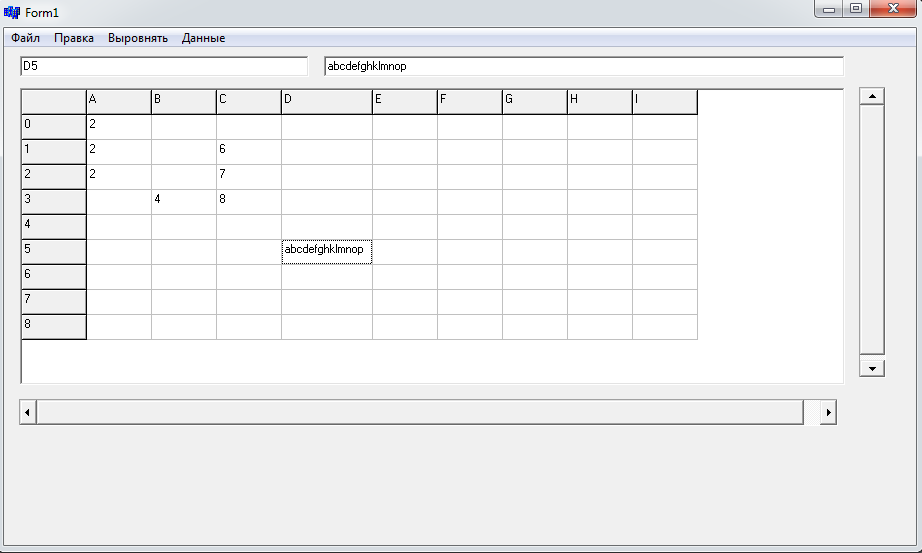 Form1
Файл Правка Выровнять Данные
D5 abcdefghklmnop
A B C D E F G H I
0 2
1 2 6
2 2 7
3 4 8
4
5 abcdefghklmnop
6
7
8